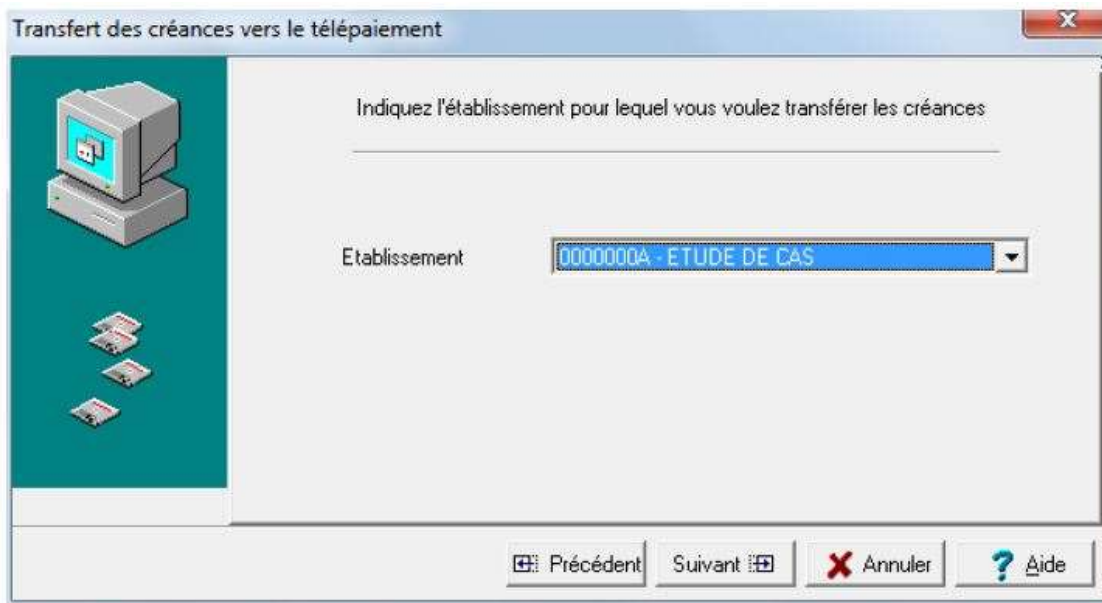 Transfert des créances vers le télépaiement
Indiquez l'établissement pour lequel vous voulez transférer les créances
Etablissement 0000000A - ETUDE DE CAS
Précédent Suivant Annuler Aide